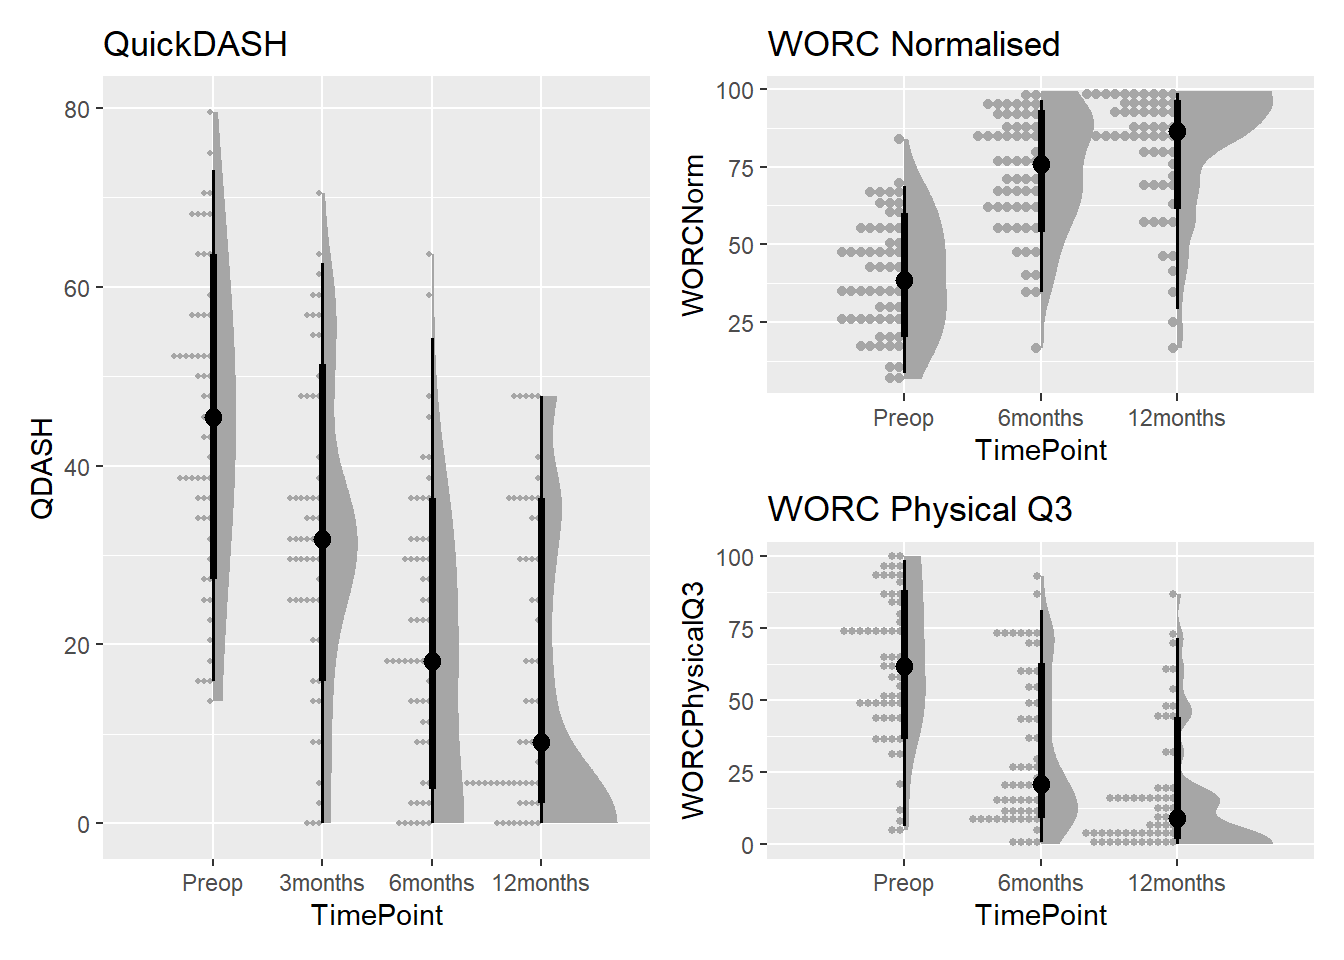 QuickDASH
QDASH
80
60
40
20
0
Preop 3months 6months 12months
TimePoint
WORC Normalised
WORCNorm
100
75
50
25
Preop 6months 12months
TimePoint
WORC Physical Q3
WORCPhysicalQ3
100
75
50
25
0
Preop 6months 12months
TimePoint